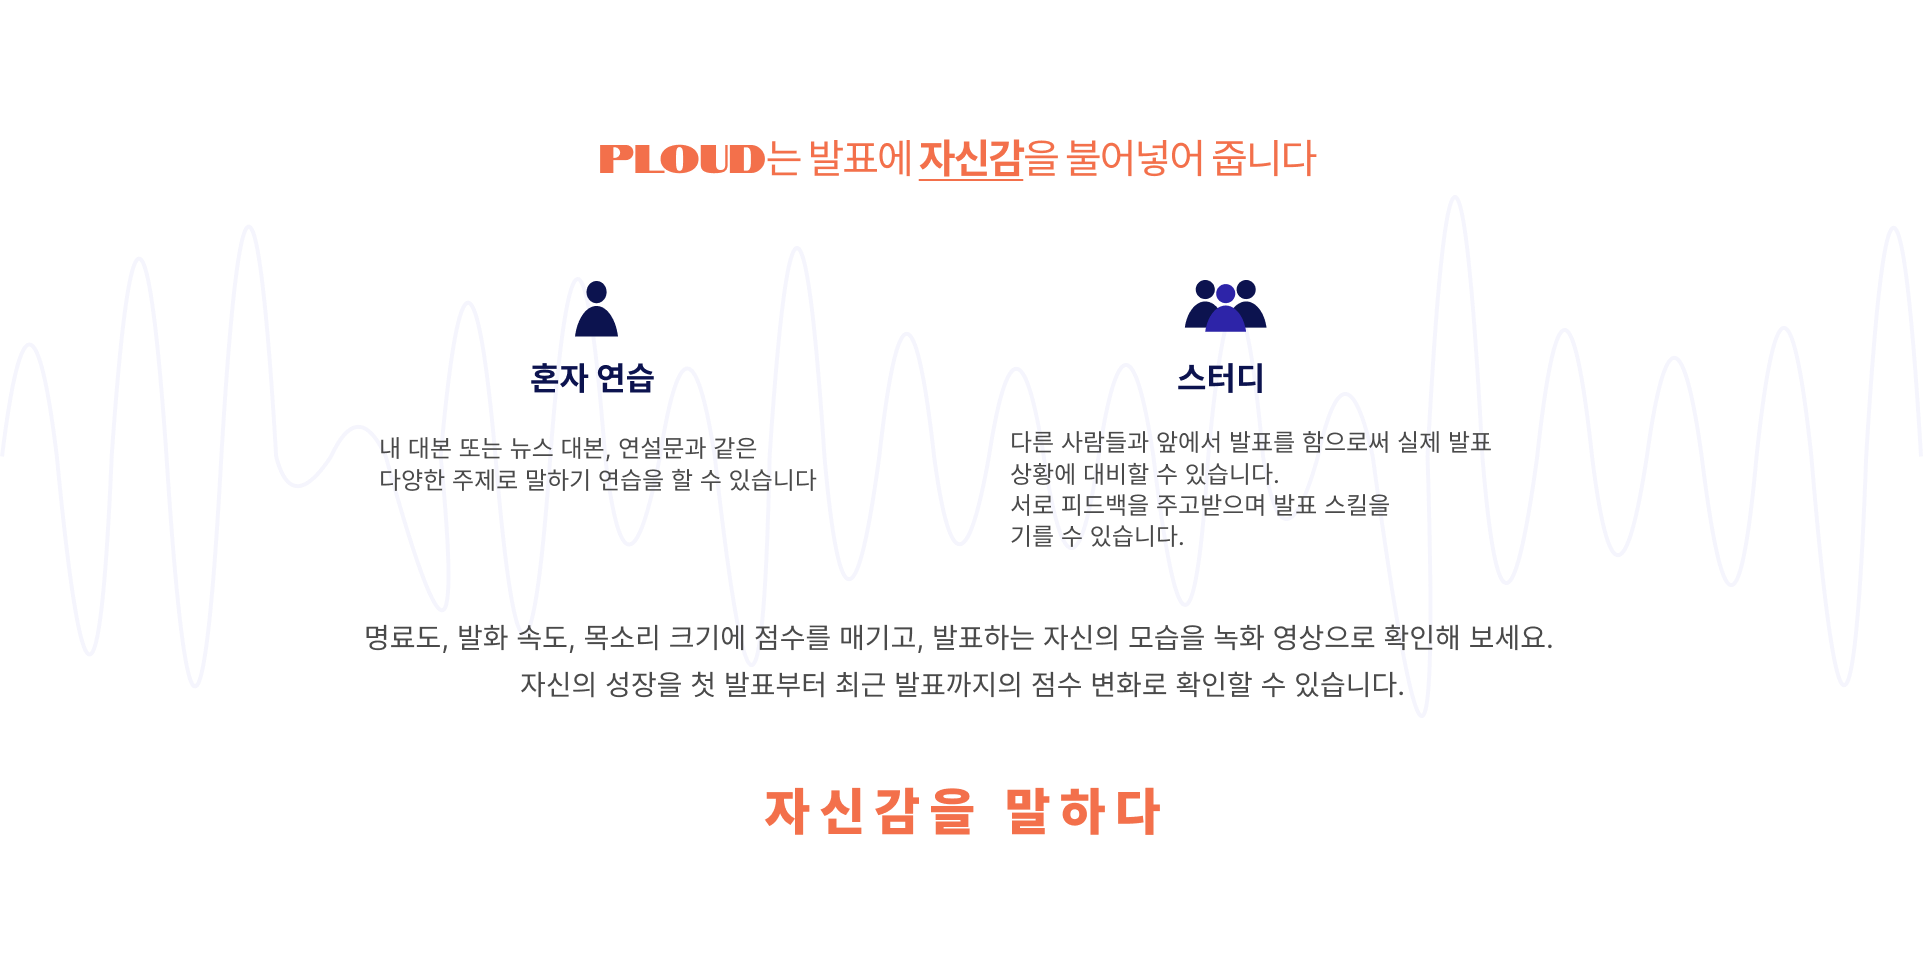 PLOUD는 발표에 자신감을 불어넣어 줍니다
혼자 연습
내 대본 또는 뉴스 대본, 연설문과 같은
다양한 주제로 말하기 연습을 할 수 있습니다
스터디
다른 사람들과 앞에서 발표를 함으로써 실제 발표
상황에 대비할 수 있습니다.
서로 피드백을 주고받으며 발표 스킬을
기를 수 있습니다.
명료도, 발화 속도, 목소리 크기에 점수를 매기고, 발표하는 자신의 모습을 녹화 영상으로 확인해 보세요.
자신의 성장을 첫 발표부터 최근 발표까지의 점수 변화로 확인할 수 있습니다.
자신감을 말하다